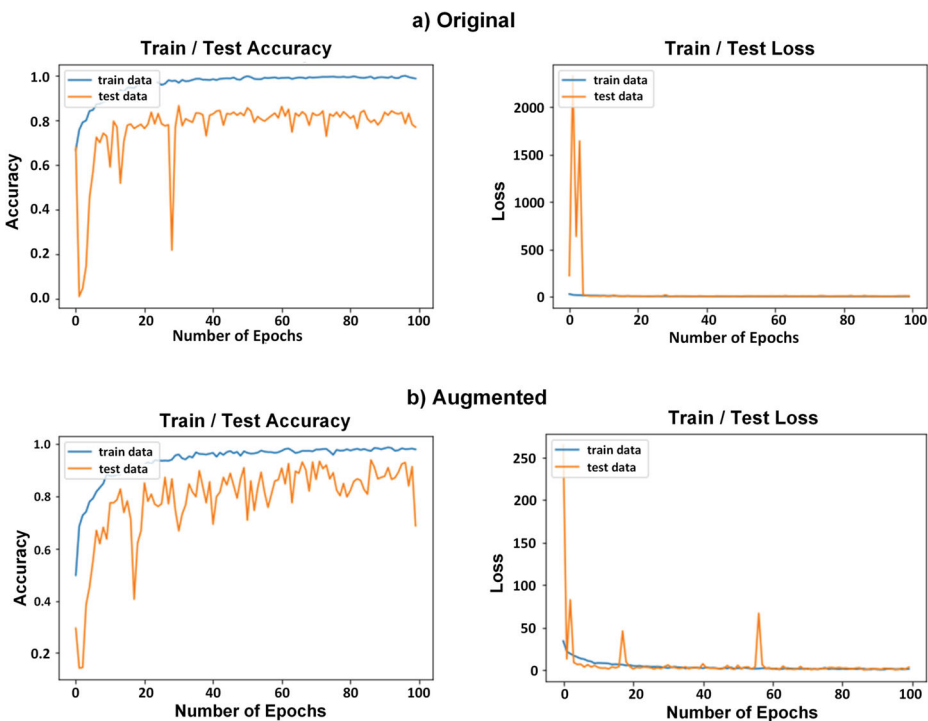 a) Original
Train / Test Accuracy
train data
test data
1.0
0.8
0.6
0.4
0.2
0.0
Accuracy
0 20 40 60 80 100
Number of Epochs
Train / Test Loss
train data
test data
2000
1500
1000
500
0
Loss
0 20 40 60 80 100
Number of Epochs
b) Augmented
Train / Test Accuracy
train data
test data
1.0
0.8
0.6
0.4
0.2
Accuracy
0 20 40 60 80 100
Number of Epochs
Train / Test Loss
train data
test data
250
200
150
100
50
0
Loss
0 20 40 60 80 100
Number of Epochs